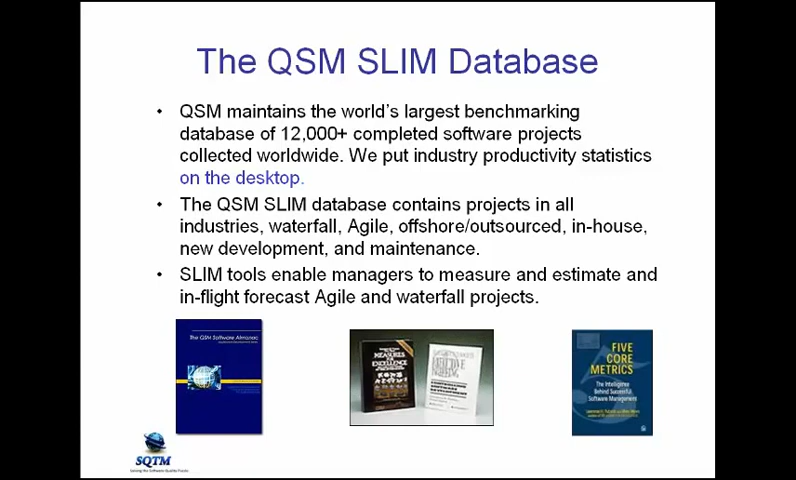 The QSM SLIM Database
• QSM maintains the world's largest benchmarking
database of 12,000+ completed software projects
collected worldwide. We put industry productivity statistics
on the desktop.
• The QSM SLIM database contains projects in all
industries, waterfall, Agile, offshore/outsourced, in-house,
new development, and maintenance.
• SLIM tools enable managers to measure and estimate and
in-flight forecast Agile and waterfall projects.
The QSM Software Almanac
MEASURES
FOR
EXCELLENCE
FIVE
CORE
METRICS
The Intelligence
Behind Successful
Software Management
SQTM